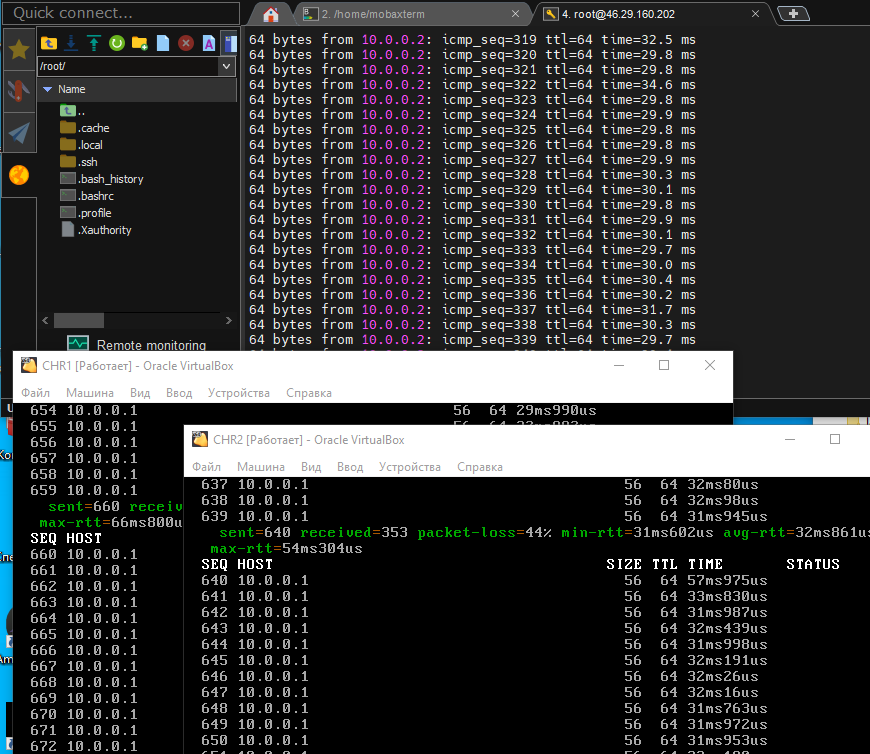 Quick connect...
2. /home/mobaxterm
4. root@46.29.160.202
/root/
Name
..
.cache
.local
.ssh
.bash_history
.bashrc
.profile
.Xauthority
Remote monitoring
64 bytes from 10.0.0.2: icmp_seq=319 ttl=64 time=32.5 ms
64 bytes from 10.0.0.2: icmp_seq=320 ttl=64 time=29.8 ms
64 bytes from 10.0.0.2: icmp_seq=321 ttl=64 time=29.8 ms
64 bytes from 10.0.0.2: icmp_seq=322 ttl=64 time=34.6 ms
64 bytes from 10.0.0.2: icmp_seq=323 ttl=64 time=29.8 ms
64 bytes from 10.0.0.2: icmp_seq=324 ttl=64 time=29.9 ms
64 bytes from 10.0.0.2: icmp_seq=325 ttl=64 time=29.8 ms
64 bytes from 10.0.0.2: icmp_seq=326 ttl=64 time=29.8 ms
64 bytes from 10.0.0.2: icmp_seq=327 ttl=64 time=29.9 ms
64 bytes from 10.0.0.2: icmp_seq=328 ttl=64 time=30.3 ms
64 bytes from 10.0.0.2: icmp_seq=329 ttl=64 time=30.1 ms
64 bytes from 10.0.0.2: icmp_seq=330 ttl=64 time=29.8 ms
64 bytes from 10.0.0.2: icmp_seq=331 ttl=64 time=29.9 ms
64 bytes from 10.0.0.2: icmp_seq=332 ttl=64 time=30.1 ms
64 bytes from 10.0.0.2: icmp_seq=333 ttl=64 time=29.7 ms
64 bytes from 10.0.0.2: icmp_seq=334 ttl=64 time=30.0 ms
64 bytes from 10.0.0.2: icmp_seq=335 ttl=64 time=30.4 ms
64 bytes from 10.0.0.2: icmp_seq=336 ttl=64 time=30.2 ms
64 bytes from 10.0.0.2: icmp_seq=337 ttl=64 time=31.7 ms
64 bytes from 10.0.0.2: icmp_seq=338 ttl=64 time=30.3 ms
64 bytes from 10.0.0.2: icmp_seq=339 ttl=64 time=29.7 ms
CHR1 [Работает] - Oracle VirtualBox
Файл Машина Вид Ввод Устройства Справка
654 10.0.0.1 56 64 29ms990us
655 10.0.0.1
656 10.0.0.1
657 10.0.0.1
658 10.0.0.1
659 10.0.0.1
sent=660 receiv
max-rtt=66ms800u
SEQ HOST
660 10.0.0.1
661 10.0.0.1
662 10.0.0.1
663 10.0.0.1
664 10.0.0.1
665 10.0.0.1
666 10.0.0.1
667 10.0.0.1
668 10.0.0.1
669 10.0.0.1
670 10.0.0.1
671 10.0.0.1
672 10.0.0.1
CHR2 [Работает] - Oracle VirtualBox
Файл Машина Вид Ввод Устройства Справка
637 10.0.0.1 56 64 32ms80us
638 10.0.0.1 56 64 32ms98us
639 10.0.0.1 56 64 31ms945us
sent=640 received=353 packet-loss=44% min-rtt=31ms602us avg-rtt=32ms861us
max-rtt=54ms304us
SEQ HOST SIZE TTL TIME STATUS
640 10.0.0.1 56 64 57ms975us
641 10.0.0.1 56 64 33ms830us
642 10.0.0.1 56 64 31ms987us
643 10.0.0.1 56 64 32ms439us
644 10.0.0.1 56 64 31ms998us
645 10.0.0.1 56 64 32ms191us
646 10.0.0.1 56 64 32ms26us
647 10.0.0.1 56 64 32ms16us
648 10.0.0.1 56 64 31ms763us
649 10.0.0.1 56 64 31ms972us
650 10.0.0.1 56 64 31ms953us